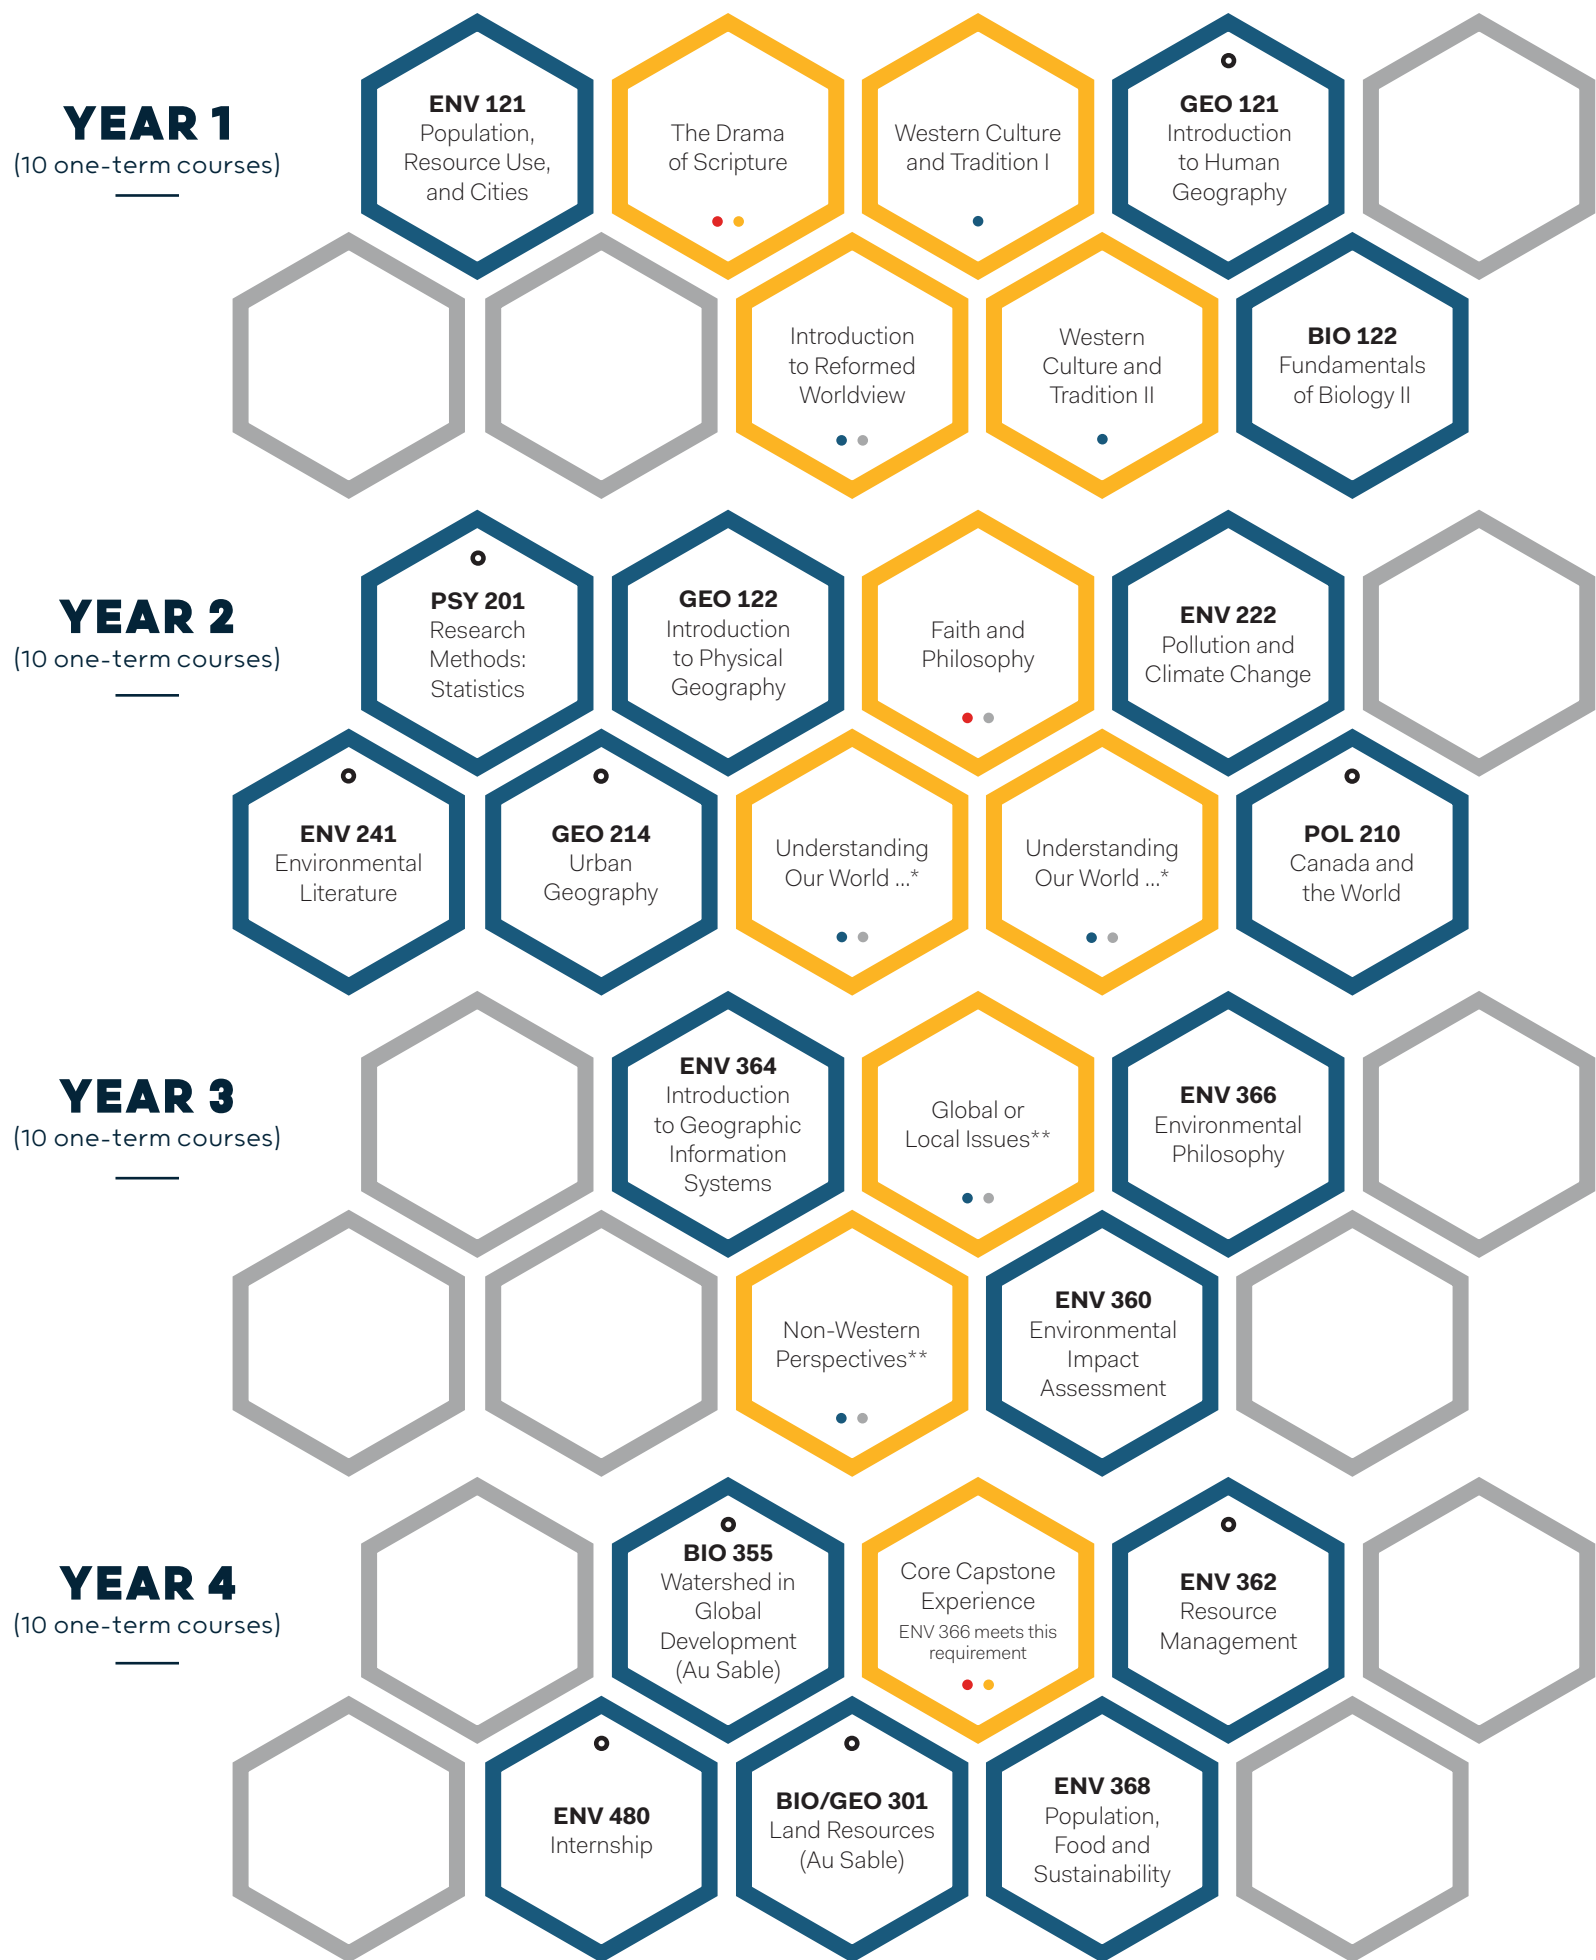 YEAR 1
(10 one-term courses)
ENV 121
Population,
Resource Use,
and Cities
The Drama
of Scripture
Western Culture
and Tradition I
GEO 121
Introduction
to Human
Geography
Introduction
to Reformed
Worldview
Western
Culture and
Tradition II
BIO 122
Fundamentals
of Biology II
YEAR 2
(10 one-term courses)
PSY 201
Research
Methods:
Statistics
GEO 122
Introduction
to Physical
Geography
Faith and
Philosophy
ENV 222
Pollution and
Climate Change
ENV 241
Environmental
Literature
GEO 214
Urban
Geography
Understanding
Our World ...*
Understanding
Our World ...*
POL 210
Canada and
the World
YEAR 3
(10 one-term courses)
ENV 364
Introduction
to Geographic
Information
Systems
Global or
Local Issues**
ENV 366
Environmental
Philosophy
Non-Western
Perspectives**
ENV 360
Environmental
Impact
Assessment
YEAR 4
(10 one-term courses)
BIO 355
Watershed in
Global
Development
(Au Sable)
Core Capstone
Experience
ENV 366 meets this
requirement
ENV 362
Resource
Management
ENV 480
Internship
BIO/GEO 301
Land Resources
(Au Sable)
ENV 368
Population,
Food and
Sustainability